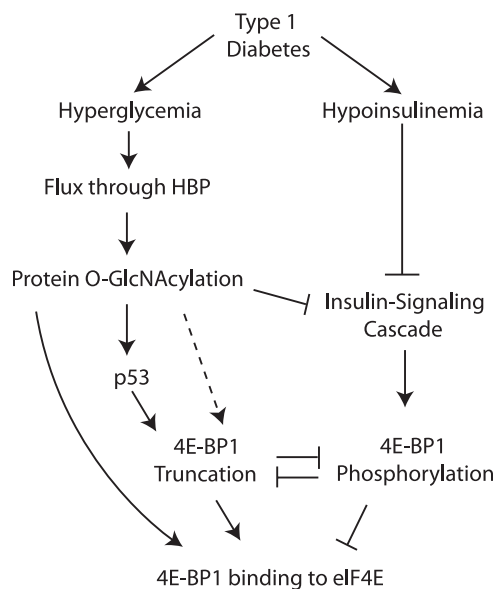 Type 1
Diabetes
Hyperglycemia
Hypoinsulinemia
Flux through HBP
Protein O-GlcNAcylation
Insulin-Signaling
Cascade
p53
4E-BP1
Truncation
4E-BP1
Phosphorylation
4E-BP1 binding to eIF4E